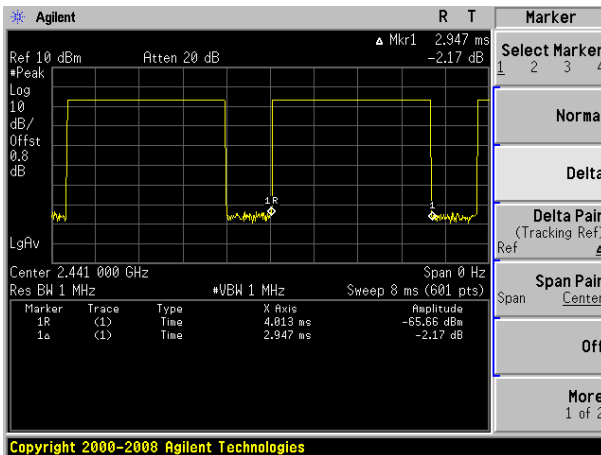 Agilent R T
Marker
Δ Mkr1 2.947 ms
Ref 10 dBm Atten 20 dB -2.17 dB
#Peak
Log
10
dB/
Offst
0.8
dB
1R
1
LgAv
Center 2.441 000 GHz Span 0 Hz
Res BW 1 MHz #VBW 1 MHz Sweep 8 ms (601 pts)
Marker Trace Type X Axis Amplitude
1R (1) Time 4.013 ms -65.66 dBm
1Δ (1) Time 2.947 ms -2.17 dB
Select Marker
1 2 3 4
Norma
Delta
Delta Pair
(Tracking Ref)
Ref Δ
Span Pair
Span Center
Off
More
1 of 2
Copyright 2000-2008 Agilent Technologies